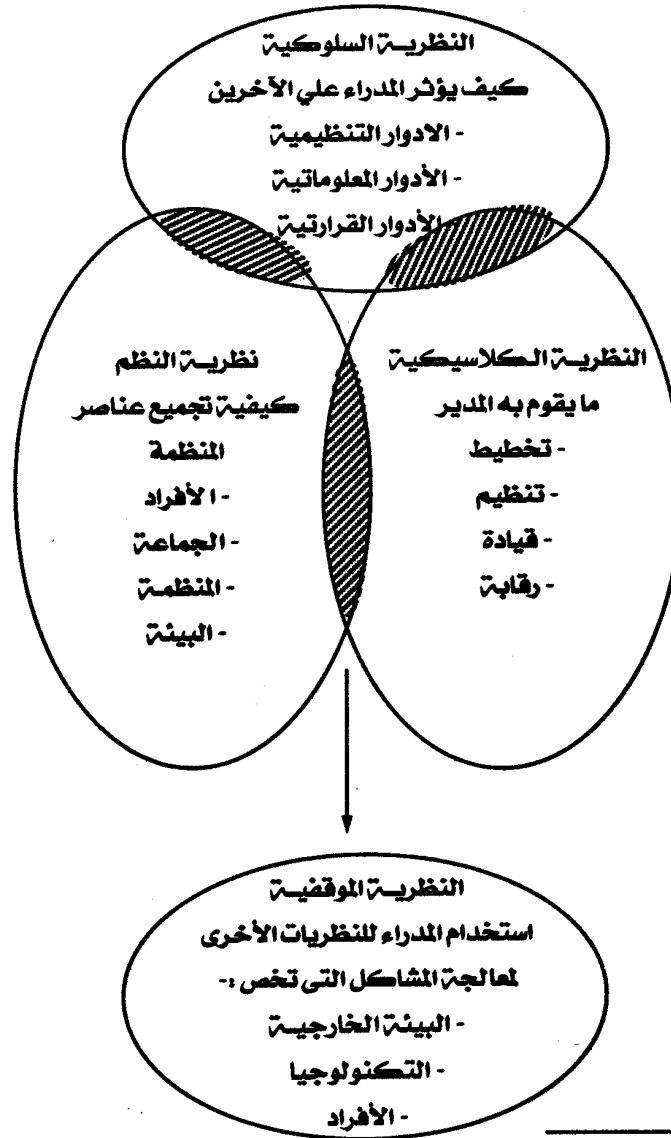 النظرية السلوكية
كيف يؤثر المدراء علي الآخرين
- الادوار التنظيمية
- الأدوار المعلوماتية
الأدوار القرارتية
النظرية الكلاسيكية
ما يقوم به المدير
- تخطيط
- تنظيم
- قيادة
- رقابة
نظرية النظم
كيفية تجميع عناصر
المنظمة
- الأفراد
- الجماعة
- المنظمة
- البيئة
النظرية الموقفية
استخدام المدراء للنظريات الأخرى
لمعالجة المشاكل التى تخص :-
- البيئة الخارجية
- التكنولوجيا
- الأفراد